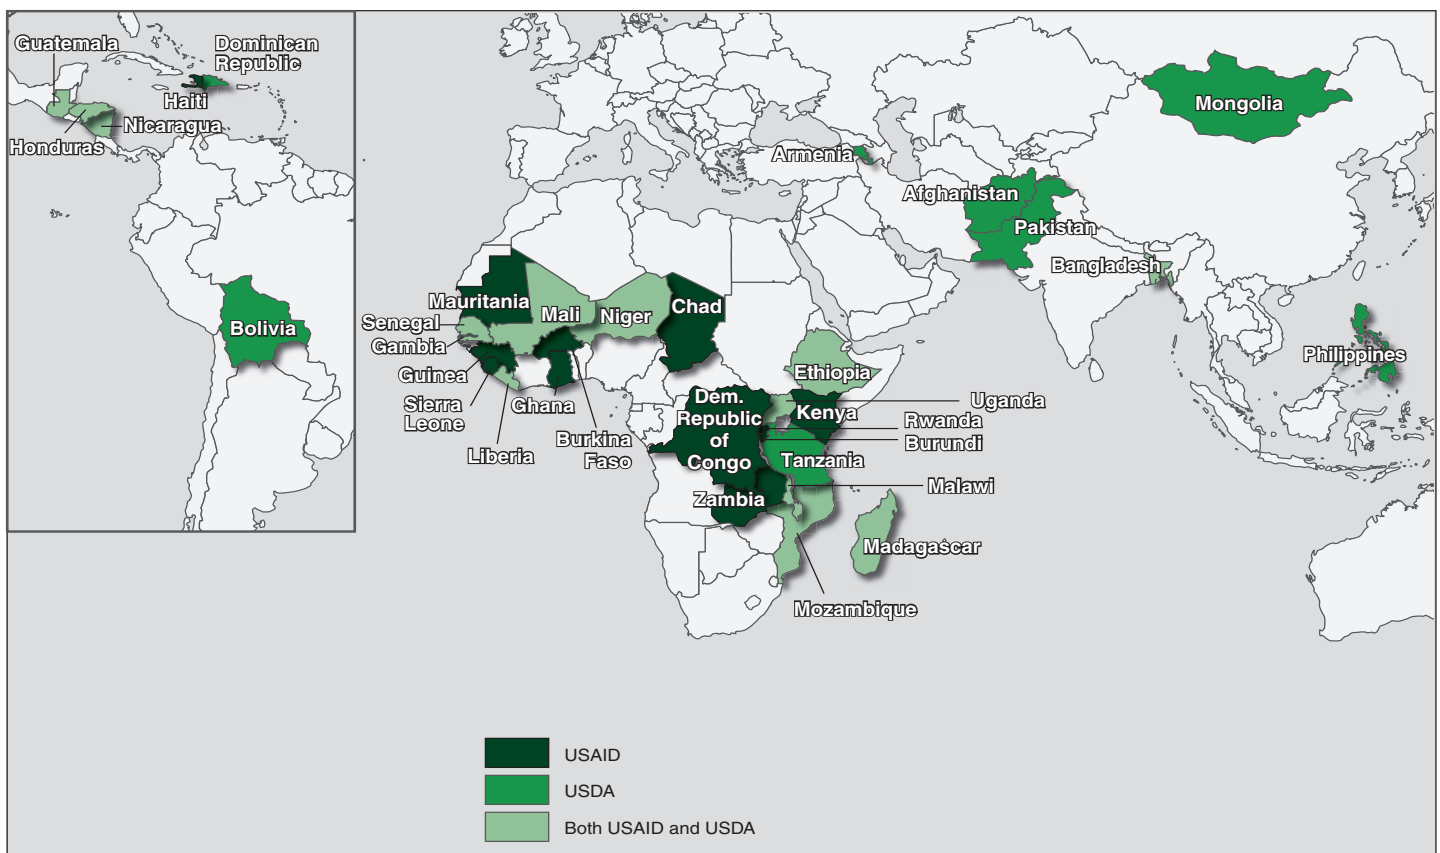 Guatemala
Dominican
Republic
Haiti
Nicaragua
Honduras
Bolivia
Mongolia
Armenia
Afghanistan
Pakistan
Bangladesh
Philippines
Mauritania
Mali
Niger
Chad
Senegal
Gambia
Guinea
Sierra
Leone
Liberia
Ghana
Burkina
Faso
Ethiopia
Uganda
Kenya
Rwanda
Burundi
Dem.
Republic
of
Congo
Tanzania
Malawi
Zambia
Madagascar
Mozambique
USAID
USDA
Both USAID and USDA